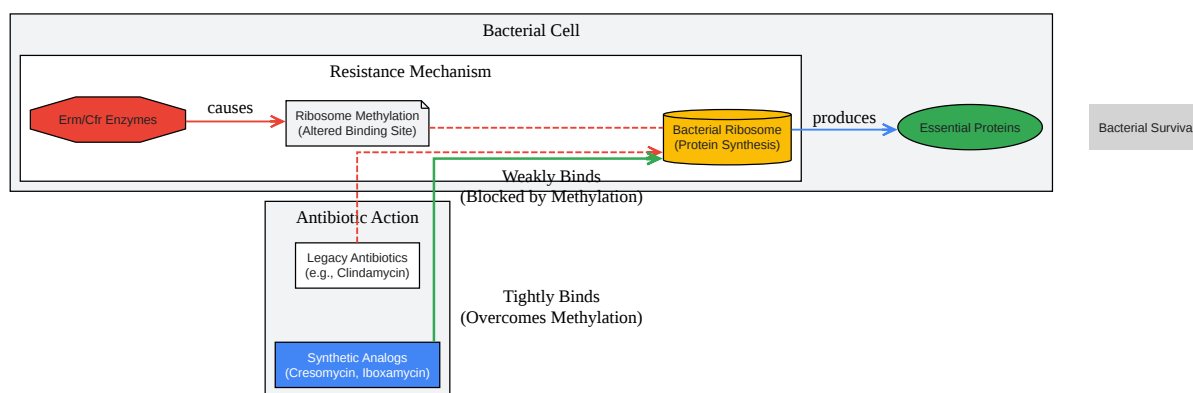 Bacterial Cell
Resistance Mechanism
Erm/Cfr Enzymes
causes
Ribosome Methylation
(Altered Binding Site)
Bacterial Ribosome
(Protein Synthesis)
produces
Essential Proteins
Bacterial Surviva
Weakly Binds
(Blocked by Methylation)
Antibiotic Action
Legacy Antibiotics
(e.g., Clindamycin)
Tightly Binds
(Overcomes Methylation)
Synthetic Analogs
(Cresomycin, Iboxamycin)